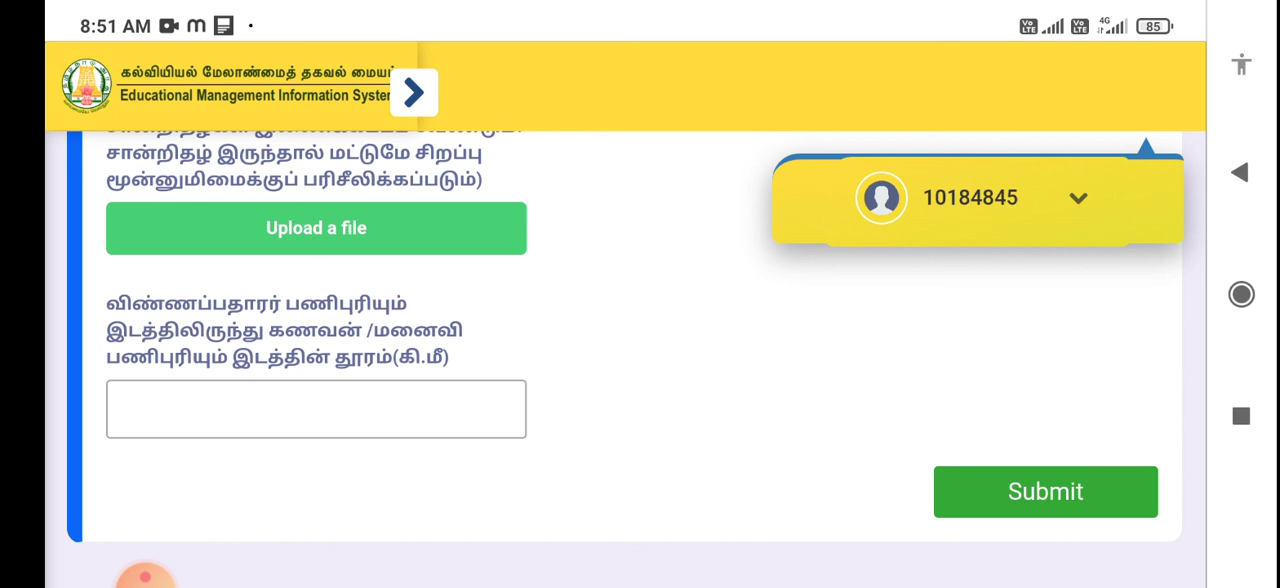 8:51 AM
4G
85
கல்வியியல் மேலாண்மைத் தகவல்
Educational Management Information
சான்றிதழ் இருந்தால் மட்டுமே சிறப்பு
மூன்னுமிமைக்குப் பரிசீலிக்கப்படும்)
Upload a file
10184845
விண்ணப்பதாரர் பணிபுரியும்
இடத்திலிருந்து கணவன் /மனைவி
பணிபுரியும் இடத்தின் தூரம்(கி.மீ)
Submit